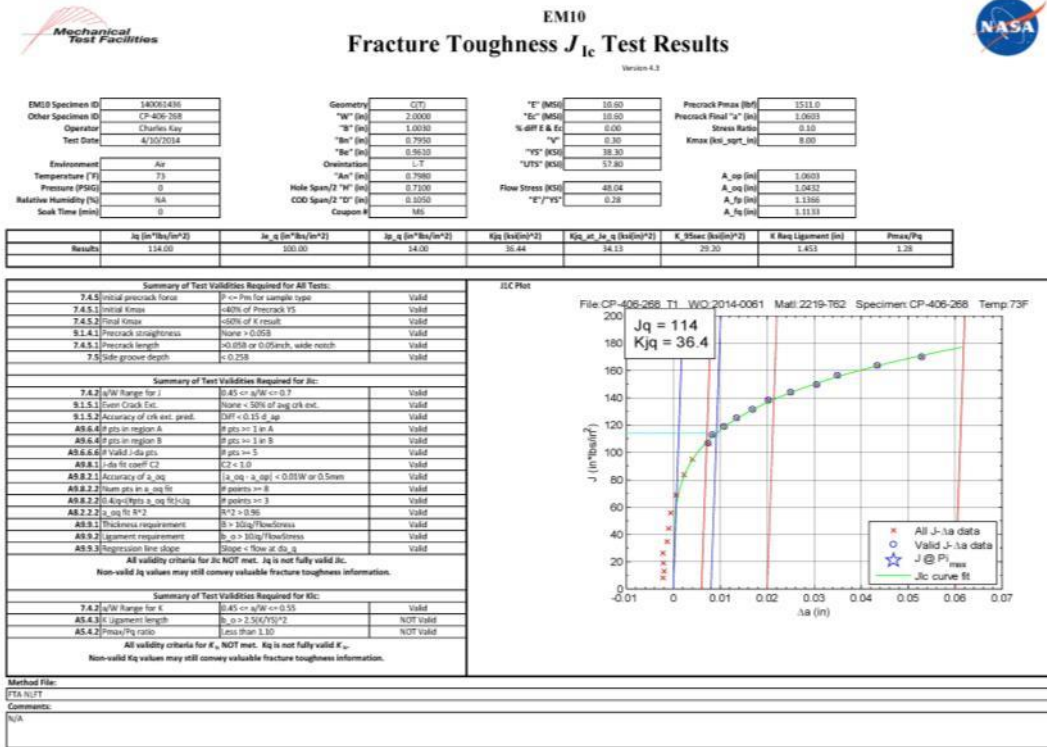 Mechanical
Test Facilities
EM10
Fracture Toughness J Ic Test Results
Version 4.3
NASA
EM10 Specimen ID 140061436
Other Specimen ID CP-406-268
Operator Charles Kay
Test Date 4/10/2014
Environment Air
Temperature (°F) 73
Pressure (PSIG) 0
Relative Humidity (%) NA
Soak Time (min) 0
Geometry C(T)
"W" (in) 2.0000
"B" (in) 1.0030
"Bn" (in) 0.7930
"Be" (in) 0.9610
Oreintation L-T
"An" (in) 0.7980
Hole Span/2 "H" (in) 0.7100
COD Span/2 "D" (in) 0.1050
Coupon # M6
"E" (MSI) 10.60
"Ec" (MSI) 10.60
% diff E & Ec 0.00
"V" 0.30
"YS" (KSI) 38.30
"UTS" (KSI) 57.80
Flow Stress (KSI) 48.04
"E"/"YS" 0.28
Precrack Pmax (lbf) 1511.0
Precrack Final "a" (in) 1.0603
Stress Ratio 0.10
Kmax (ksi_sqrt_in) 8.00
A_op (in) 1.0603
A_oq (in) 1.0432
A_fp (in) 1.1366
A_fq (in) 1.1133
Jq (in*lbs/in^2) Je_q (in*lbs/in^2) Jp_q (in*lbs/in^2) Kjq (ksi(in)^2) Kjq_at_Je_q (ksi(in)^2) K_95sec (ksi(in)^2) K Req Ligament (in) Pmax/Pq
Results 114.00 100.00 14.00 36.44 34.13 29.20 1.453 1.28
Summary of Test Validities Required for All Tests:
7.4.5 Initial precrack force P <= Pm for sample type Valid
7.4.5.1 Initial Kmax <40% of Precrack YS Valid
7.4.5.2 Final Kmax <60% of K result Valid
9.1.4.1 Precrack straightness None > 0.05B Valid
7.4.5.1 Precrack length >0.05B or 0.05inch, wide notch Valid
7.5 Side groove depth < 0.25B Valid
Summary of Test Validities Required for JIc:
7.4.2 a/W Range for J 0.45 <= a/W <= 0.7 Valid
9.1.5.1 Even Crack Ext. None < 50% of avg crk ext. Valid
9.1.5.2 Accuracy of crk ext. pred. Diff < 0.15 d_ap Valid
A9.6.4 # pts in region A # pts >= 1 in A Valid
A9.6.4 # pts in region B # pts >= 1 in B Valid
A9.6.6.6 # Valid J-da pts # pts >= 5 Valid
A9.8.1 J-da fit coeff C2 C2 < 1.0 Valid
A9.8.2.1 Accuracy of a_oq |a_oq - a_op| < 0.01W or 0.5mm Valid
A9.8.2.2 Num pts in a_oq fit # points >= 8 Valid
A9.8.2.2 0.4Jq<(#pts a_oq fit)<Jq # points >= 3 Valid
A8.2.2.2 a_oq fit R^2 R^2 > 0.96 Valid
A9.9.1 Thickness requirement B > 10Jq/FlowStress Valid
A9.9.2 Ligament requirement b_o > 10Jq/FlowStress Valid
A9.9.3 Regression line slope Slope < flow at da_q Valid
All validity criteria for JIc NOT met. Jq is not fully valid JIc.
Non-valid Jq values may still convey valuable fracture toughness information.
Summary of Test Validities Required for KIc:
7.4.2 a/W Range for K 0.45 <= a/W <= 0.55 Valid
A5.4.3 K Ligament length b_o > 2.5(K/YS)^2 NOT Valid
A5.4.2 Pmax/Pq ratio Less than 1.10 NOT Valid
All validity criteria for K Ic NOT met. Kq is not fully valid K Ic.
Non-valid Kq values may still convey valuable fracture toughness information.
J1C Plot
File:CP-406-268_T1 WO:2014-0061 Matl:2219-T62 Specimen:CP-406-268 Temp:73F
Jq = 114
Kjq = 36.4
J (in*lbs/in²)
200
180
160
140
120
100
80
60
40
20
0
-0.01 0 0.01 0.02 0.03 0.04 0.05 0.06 0.07
Δa (in)
All J-Δa data
Valid J-Δa data
J @ Pi max
JIc curve fit
Method File:
FTA NLFT
Comments:
N/A